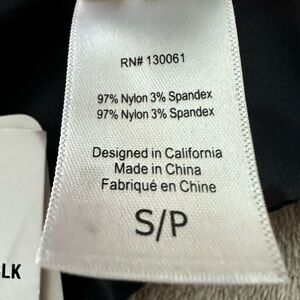 RN# 130061
97% Nylon 3% Spandex
97% Nylon 3% Spandex
Designed in California
Made in China
Fabriqué en Chine
S/P